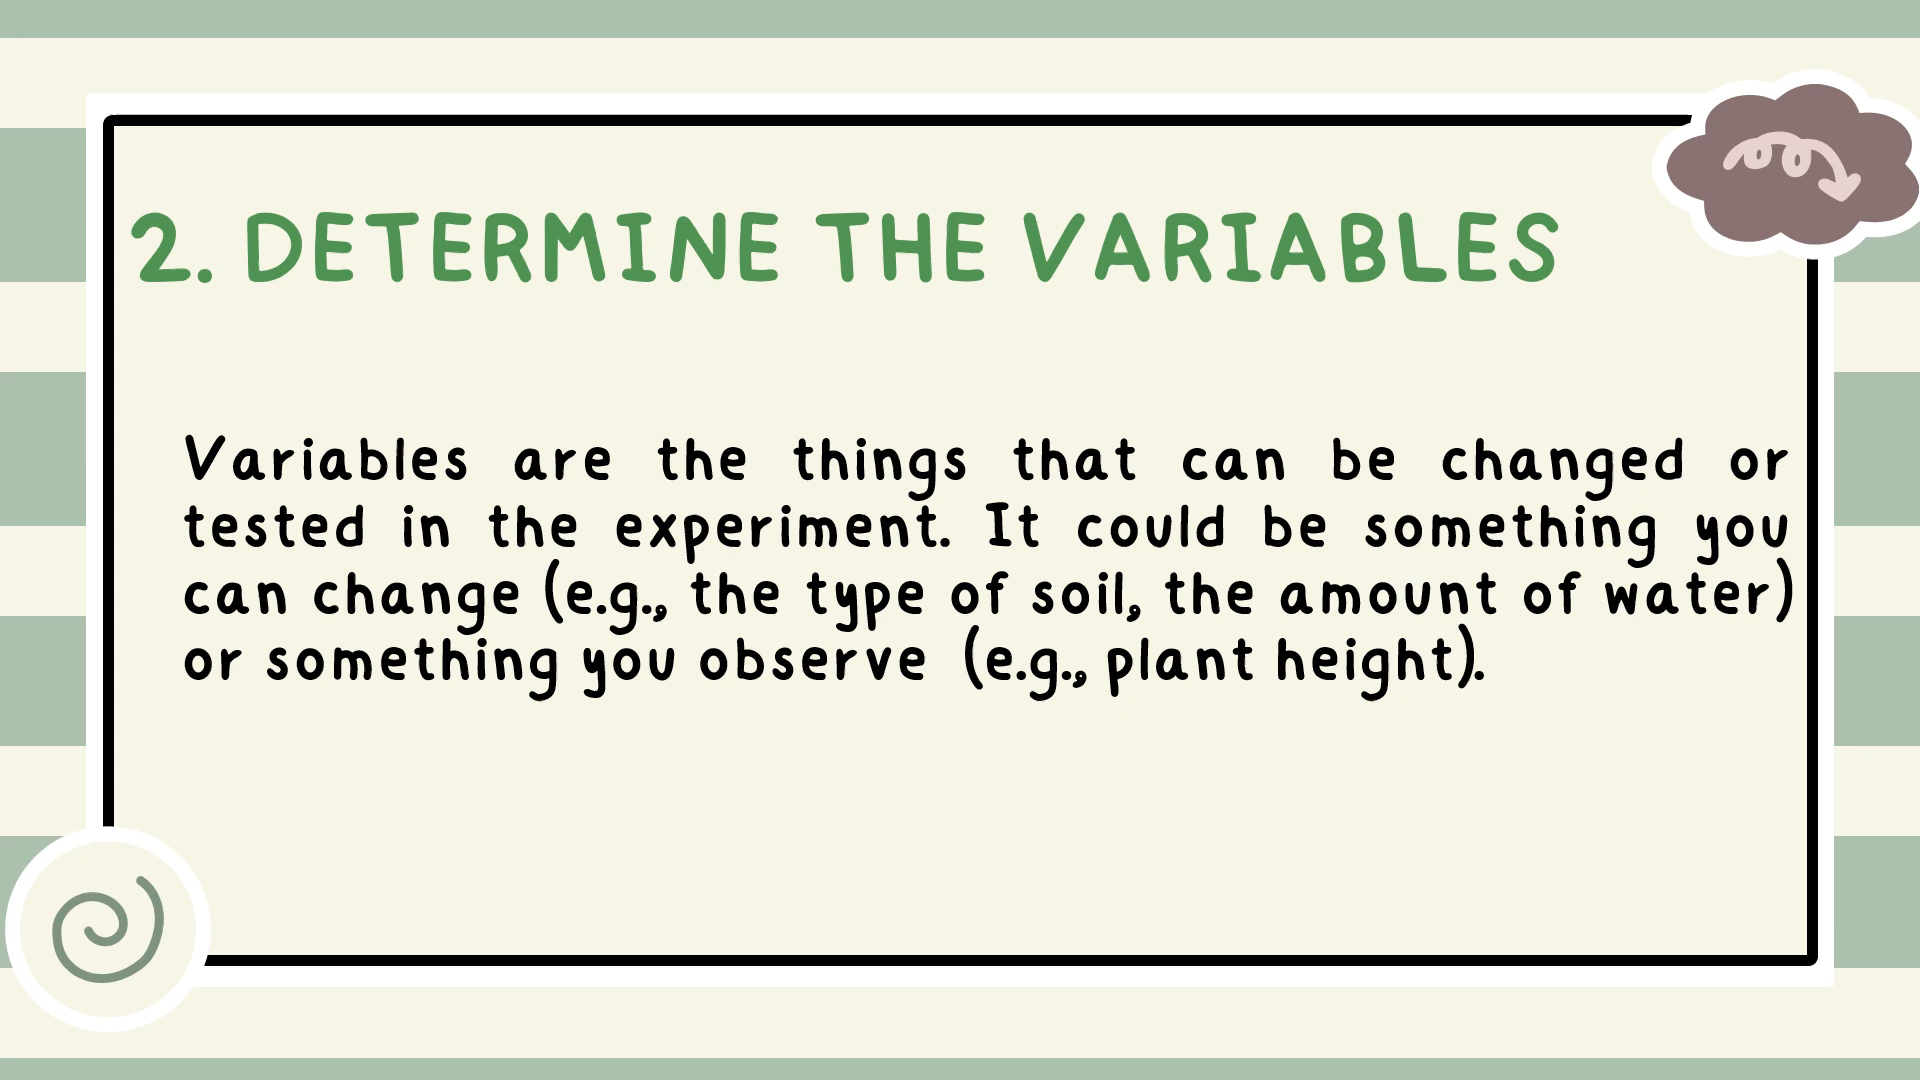 2. DETERMINE THE VARIABLES
Variables are the things that can be changed or
tested in the experiment. It could be something you
can change (e.g., the type of soil, the amount of water)
or something you observe  (e.g., plant height).